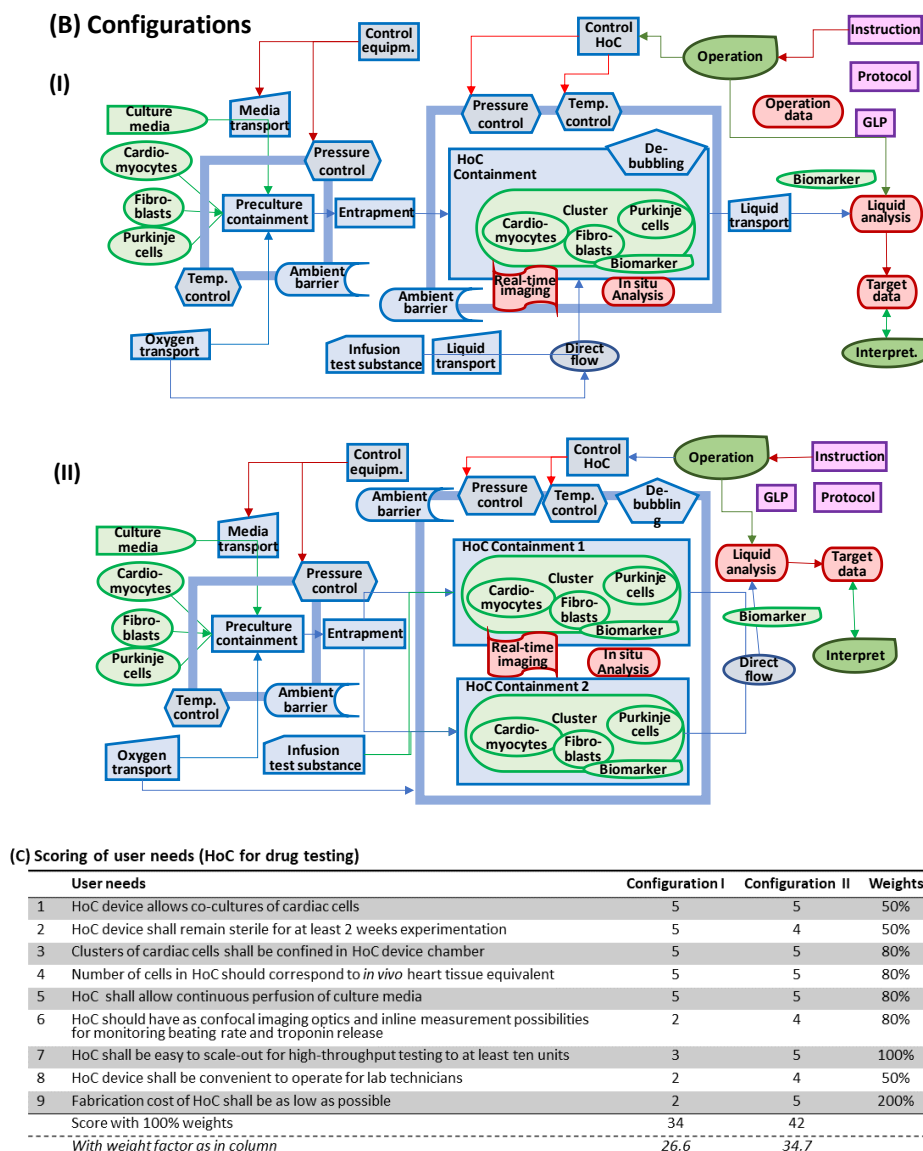 (B) Configurations
(I)
Control
equipm.
Control
HoC
Operation
Instruction
Protocol
GLP
Operation
data
Culture
media
Media
transport
Pressure
control
Pressure
control
Temp.
control
De-
bubbling
HoC
Containment
Cardio-
myocytes
Fibro-
blasts
Purkinje
cells
Preculture
containment
Entrapment
Cluster
Purkinje
cells
Cardio-
myocytes
Fibro-
blasts
Biomarker
Liquid
transport
Biomarker
Liquid
analysis
Temp.
control
Ambient
barrier
Ambient
barrier
Real-time
imaging
In situ
Analysis
Target
data
Oxygen
transport
Infusion
test substance
Liquid
transport
Direct
flow
Interpret.
(II)
Control
equipm.
Control
HoC
Operation
Instruction
GLP
Protocol
Ambient
barrier
Pressure
control
Temp.
control
De-
bubblin
g
Culture
media
Media
transport
Pressure
control
Cardio-
myocytes
Fibro-
blasts
Purkinje
cells
Preculture
containment
Entrapment
HoC Containment 1
Cluster
Purkinje
cells
Cardio-
myocytes
Fibro-
blasts
Biomarker
Liquid
analysis
Target
data
Biomarker
Real-time
imaging
In situ
Analysis
Direct
flow
Interpret
Temp.
control
Ambient
barrier
HoC Containment 2
Cluster
Purkinje
cells
Cardio-
myocytes
Fibro-
blasts
Biomarker
Oxygen
transport
Infusion
test substance
(C) Scoring of user needs (HoC for drug testing)
User needs Configuration I Configuration II Weights
1 HoC device allows co-cultures of cardiac cells 5 5 50%
2 HoC device shall remain sterile for at least 2 weeks experimentation 5 4 50%
3 Clusters of cardiac cells shall be confined in HoC device chamber 5 5 80%
4 Number of cells in HoC should correspond to in vivo heart tissue equivalent 5 5 80%
5 HoC shall allow continuous perfusion of culture media 5 5 80%
6 HoC should have as confocal imaging optics and inline measurement possibilities
for monitoring beating rate and troponin release 2 4 80%
7 HoC shall be easy to scale-out for high-throughput testing to at least ten units 3 5 100%
8 HoC device shall be convenient to operate for lab technicians 2 4 50%
9 Fabrication cost of HoC shall be as low as possible 2 5 200%
Score with 100% weights 34 42
With weight factor as in column 26.6 34.7